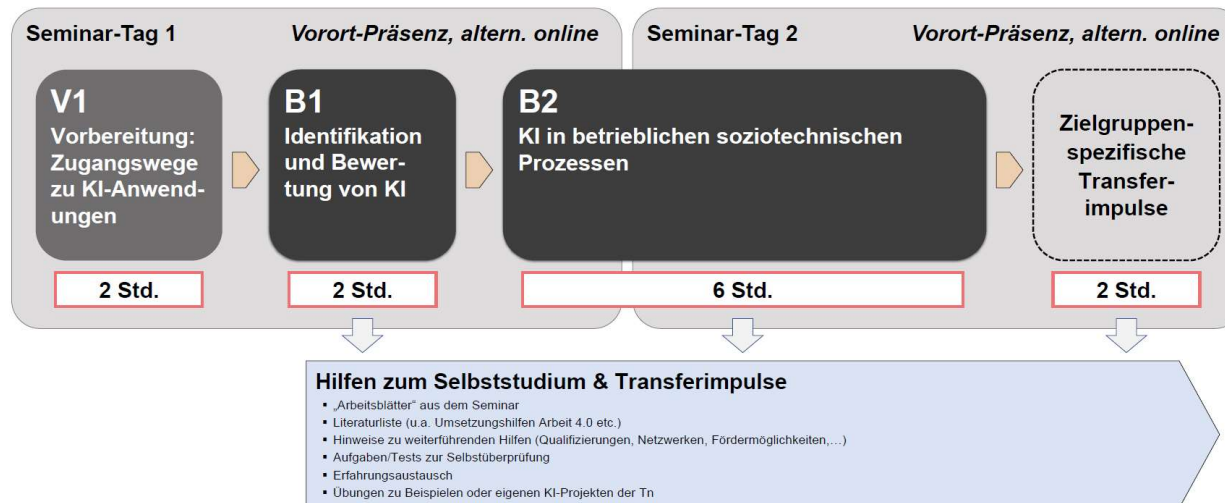 Seminar-Tag 1
Vorort-Präsenz, altern. online
Seminar-Tag 2
Vorort-Präsenz, altern. online
V1
Vorbereitung:
Zugangswege
zu KI-Anwend-
ungen
B1
Identifikation
und Bewer-
tung von KI
B2
KI in betrieblichen soziotechnischen
Prozessen
Zielgruppen-
spezifische
Transfer-
impulse
2 Std.
2 Std.
6 Std.
2 Std.
Hilfen zum Selbststudium & Transferimpulse
▪ „Arbeitsblätter“ aus dem Seminar
▪ Literaturliste (u.a. Umsetzungshilfen Arbeit 4.0 etc.)
▪ Hinweise zu weiterführenden Hilfen (Qualifizierungen, Netzwerken, Fördermöglichkeiten,…)
▪ Aufgaben/Tests zur Selbstüberprüfung
▪ Erfahrungsaustausch
▪ Übungen zu Beispielen oder eigenen KI-Projekten der Tn